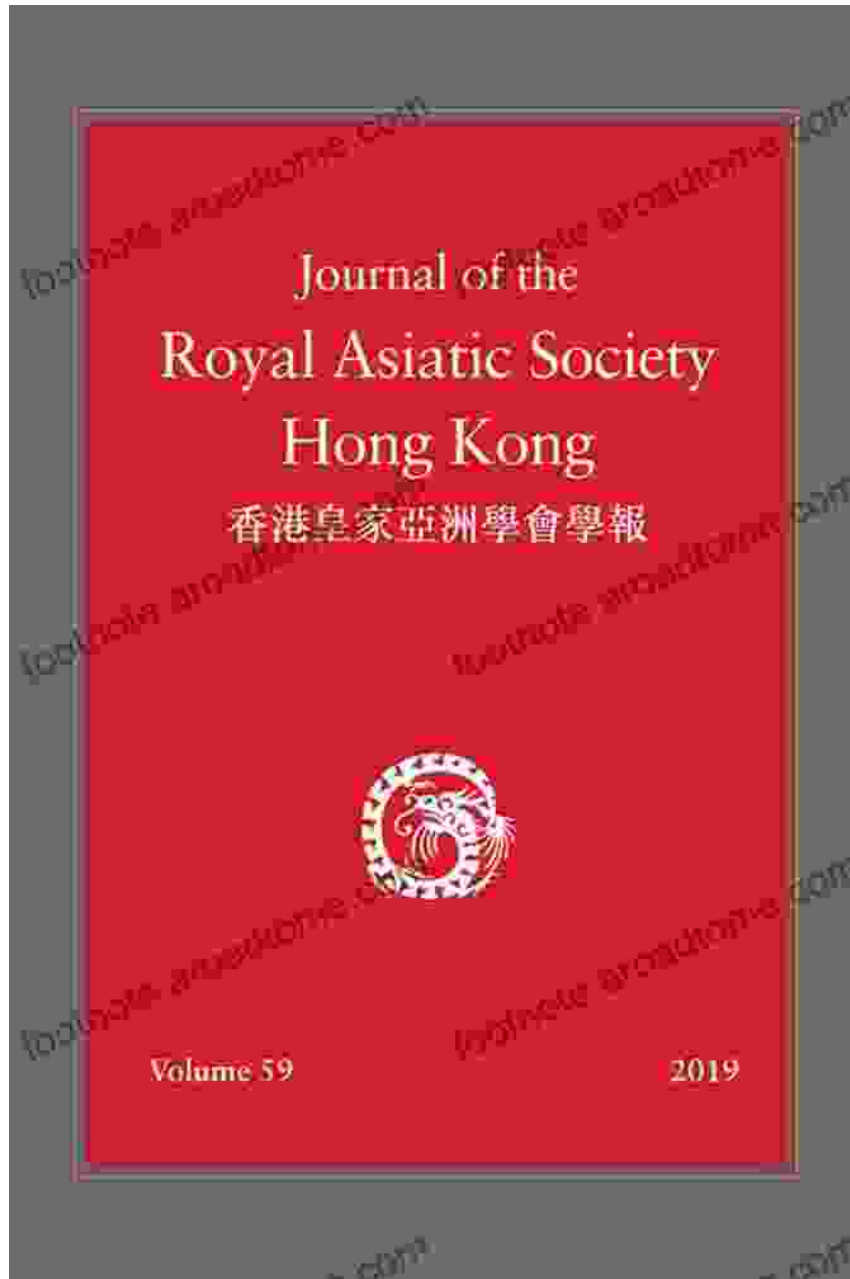 Journal of the
Royal Asiatic Society
Hong Kong
香港皇家亞洲學會學報
Volume 59 2019